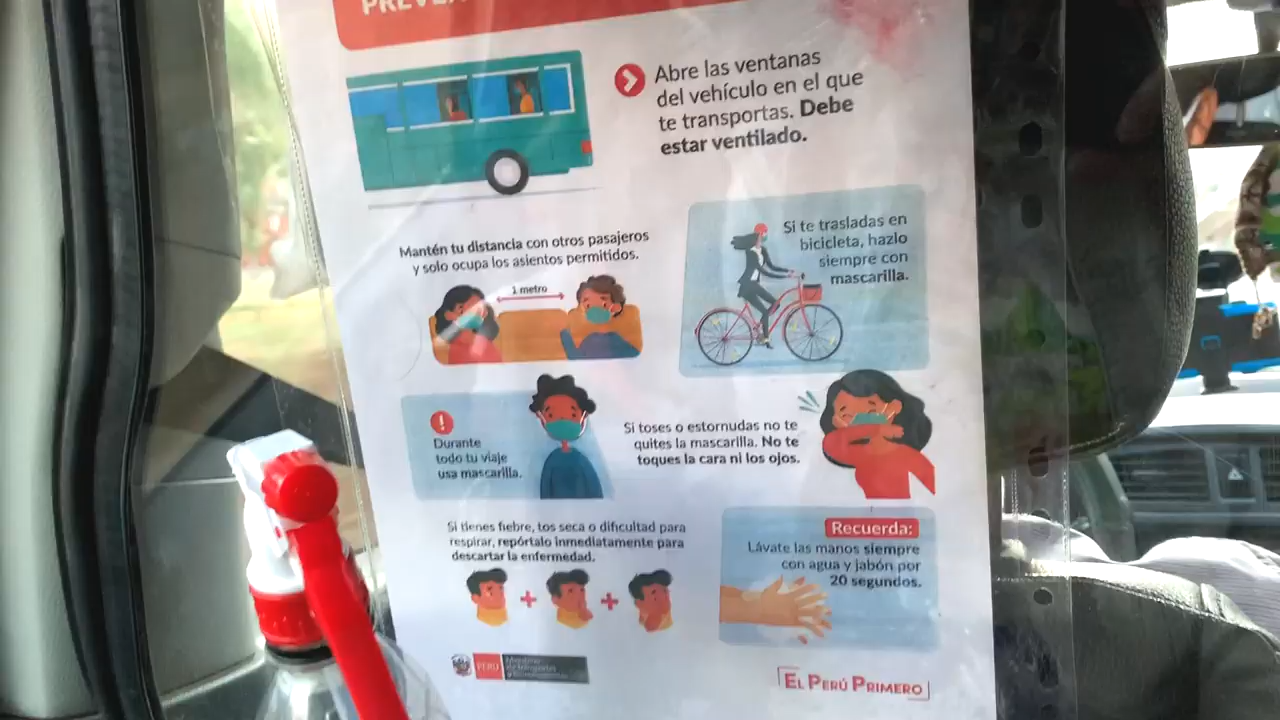 Abre las ventanas
del vehículo en el que
te transportas. Debe
estar ventilado.
Mantén tu distancia con otros pasajeros
y solo ocupa los asientos permitidos.
1 metro
Si te trasladas en
bicicleta, hazlo
siempre con
mascarilla.
!
Durante
todo tu viaje
usa mascarilla.
Si toses o estornudas no te
quites la mascarilla. No te
toques la cara ni los ojos.
Si tienes fiebre, tos seca o dificultad para
respirar, repórtalo inmediatamente para
descartar la enfermedad.
+ +
Recuerda:
Lávate las manos siempre
con agua y jabón por
20 segundos.
PERÚ
EL PERÚ PRIMERO